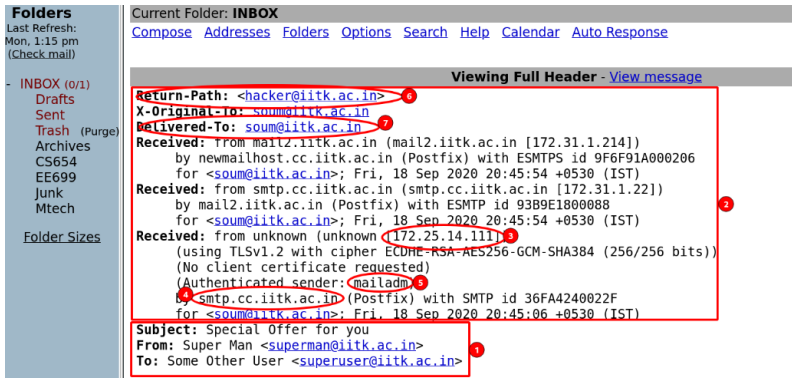 Folders
Last Refresh:
Mon, 1:15 pm
(Check mail)
- INBOX (0/1)
Drafts
Sent
Trash (Purge)
Archives
CS654
EE699
Junk
Mtech
Folder Sizes
Current Folder: INBOX
Compose Addresses Folders Options Search Help Calendar Auto Response
Viewing Full Header - View message
Return-Path: <hacker@iitk.ac.in> 6
X-Original-To: soum@iitk.ac.in
Delivered-To: soum@iitk.ac.in 7
Received: from mail2.iitk.ac.in (mail2.iitk.ac.in [172.31.1.214])
by newmailhost.cc.iitk.ac.in (Postfix) with ESMTPS id 9F6F91A000206
for <soum@iitk.ac.in>; Fri, 18 Sep 2020 20:45:54 +0530 (IST)
Received: from smtp.cc.iitk.ac.in (smtp.cc.iitk.ac.in [172.31.1.22])
by mail2.iitk.ac.in (Postfix) with ESMTP id 93B9E1800088
for <soum@iitk.ac.in>; Fri, 18 Sep 2020 20:45:54 +0530 (IST)
2
Received: from unknown (unknown [172.25.14.111]) 3
(using TLSv1.2 with cipher ECDHE-RSA-AES256-GCM-SHA384 (256/256 bits))
(No client certificate requested)
(Authenticated sender: mailadm) 5
4 by smtp.cc.iitk.ac.in (Postfix) with SMTP id 36FA4240022F
for <soum@iitk.ac.in>; Fri, 18 Sep 2020 20:45:06 +0530 (IST)
Subject: Special Offer for you
From: Super Man <superman@iitk.ac.in> 1
To: Some Other User <superuser@iitk.ac.in>